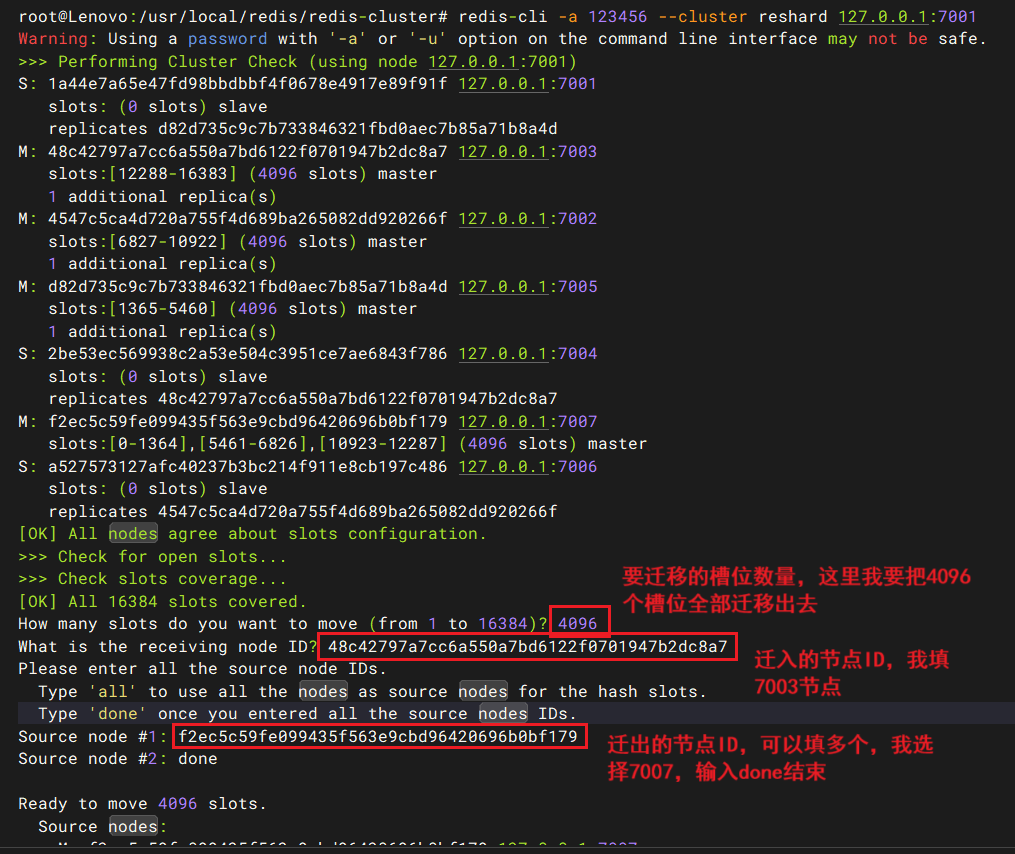 root@Lenovo:/usr/local/redis/redis-cluster# redis-cli -a 123456 --cluster reshard 127.0.0.1:7001
Warning: Using a password with '-a' or '-u' option on the command line interface may not be safe.
>>> Performing Cluster Check (using node 127.0.0.1:7001)
S: 1a44e7a65e47fd98bbdbbf4f0678e4917e89f91f 127.0.0.1:7001
   slots: (0 slots) slave
   replicates d82d735c9c7b733846321fbd0aec7b85a71b8a4d
M: 48c42797a7cc6a550a7bd6122f0701947b2dc8a7 127.0.0.1:7003
   slots:[12288-16383] (4096 slots) master
   1 additional replica(s)
M: 4547c5ca4d720a755f4d689ba265082dd920266f 127.0.0.1:7002
   slots:[6827-10922] (4096 slots) master
   1 additional replica(s)
M: d82d735c9c7b733846321fbd0aec7b85a71b8a4d 127.0.0.1:7005
   slots:[1365-5460] (4096 slots) master
   1 additional replica(s)
S: 2be53ec569938c2a53e504c3951ce7ae6843f786 127.0.0.1:7004
   slots: (0 slots) slave
   replicates 48c42797a7cc6a550a7bd6122f0701947b2dc8a7
M: f2ec5c59fe099435f563e9cbd96420696b0bf179 127.0.0.1:7007
   slots:[0-1364],[5461-6826],[10923-12287] (4096 slots) master
S: a527573127afc40237b3bc214f911e8cb197c486 127.0.0.1:7006
   slots: (0 slots) slave
   replicates 4547c5ca4d720a755f4d689ba265082dd920266f
[OK] All nodes agree about slots configuration.
>>> Check for open slots...
>>> Check slots coverage...
[OK] All 16384 slots covered.
要迁移的槽位数量，这里我要把4096
个槽位全部迁移出去
How many slots do you want to move (from 1 to 16384)? 4096
What is the receiving node ID? 48c42797a7cc6a550a7bd6122f0701947b2dc8a7
迁入的节点ID，我填
7003节点
Please enter all the source node IDs.
  Type 'all' to use all the nodes as source nodes for the hash slots.
  Type 'done' once you entered all the source nodes IDs.
Source node #1: f2ec5c59fe099435f563e9cbd96420696b0bf179
迁出的节点ID，可以填多个，我选
择7007，输入done结束
Source node #2: done
Ready to move 4096 slots.
  Source nodes: